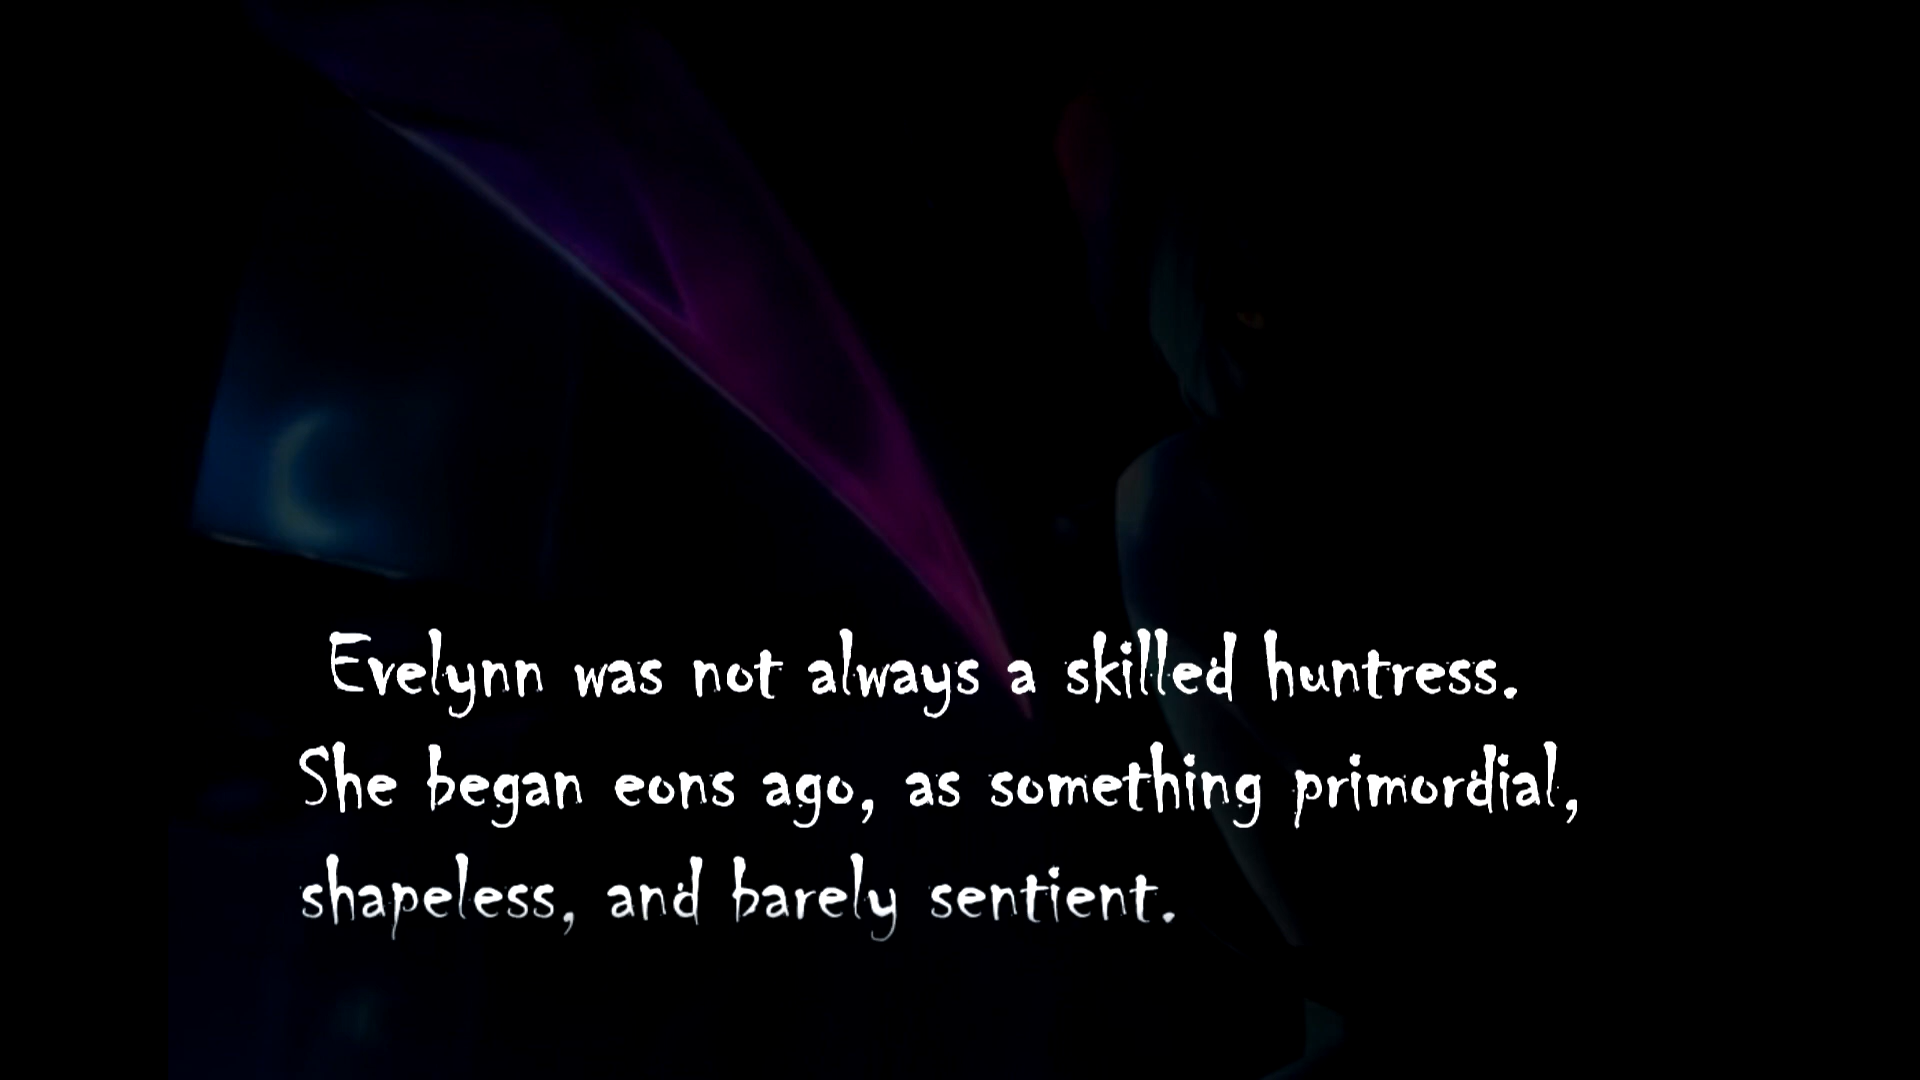 Evelynn was not always a skilled huntress.
She began eons ago, as something primordial,
shapeless, and barely sentient.